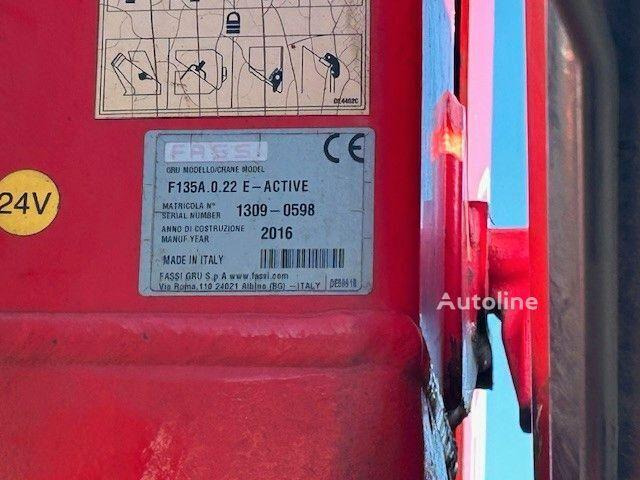 DE4402C
FASSI
CE
GRU MODELLO/CRANE MODEL
F135A.0.22 E-ACTIVE
MATRICOLA N°
SERIAL NUMBER 1309-0598
ANNO DI COSTRUZIONE
MANUF YEAR 2016
MADE IN ITALY
FASSI GRU S.p.A www.fassi.com
Via Roma,110 24021 Albino (BG) - ITALY
24V
Autoline